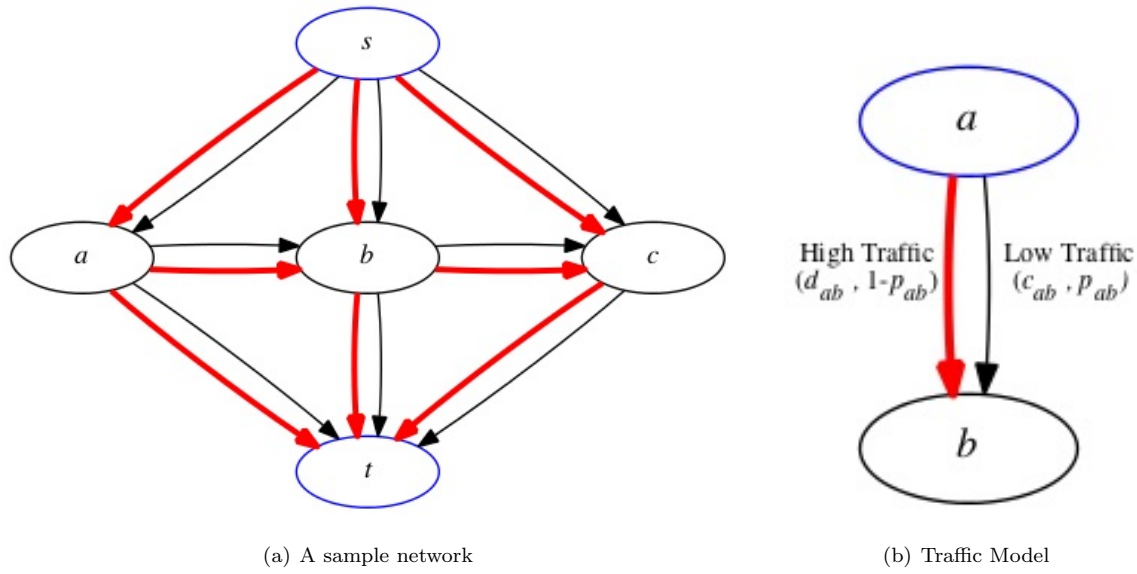 s
a
b
c
t
a
High Traffic
(d_ab , 1-p_ab)
Low Traffic
(c_ab , p_ab)
b
(a) A sample network
(b) Traffic Model